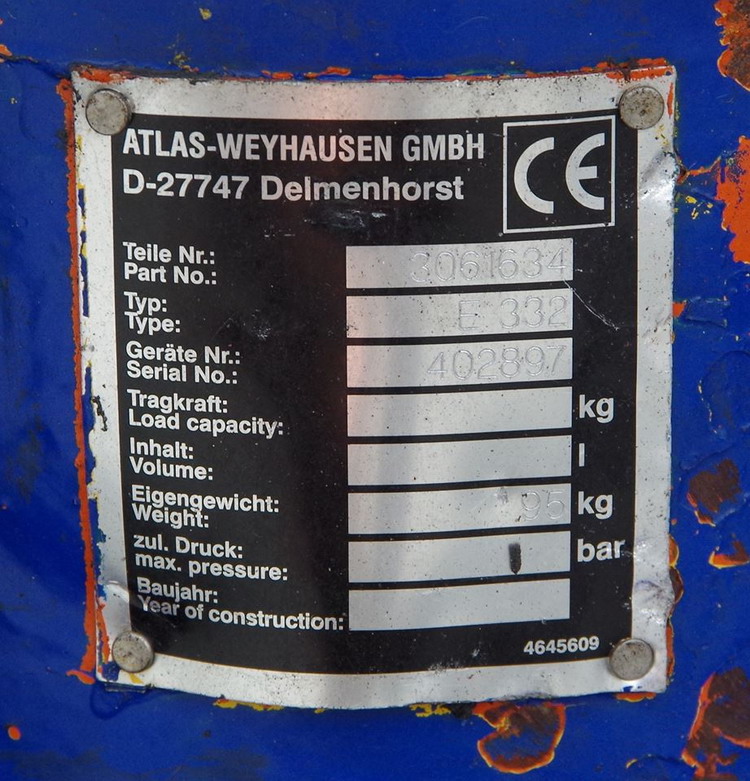 ATLAS-WEYHAUSEN GMBH
D-27747 Delmenhorst
CE
Teile Nr.:
Part No.: 3061634
Typ:
Type: E 332
Geräte Nr.:
Serial No.: 402897
Tragkraft:
Load capacity: kg
Inhalt:
Volume: l
Eigengewicht:
Weight: 95 kg
zul. Druck:
max. pressure: bar
Baujahr:
Year of construction:
4645609